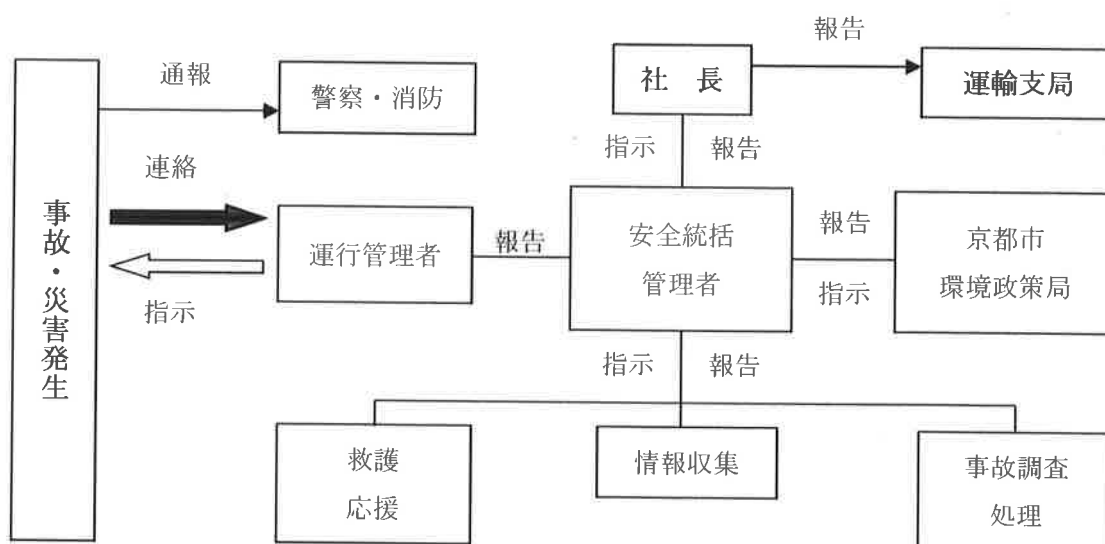 報告
社 長
運輸支局
通報
警察・消防
指示 報告
連絡
事故・災害発生
運行管理者
報告
安全統括
管理者
報告
指示
京都市
環境政策局
指示
指示 報告
救護
応援
情報収集
事故調査
処理